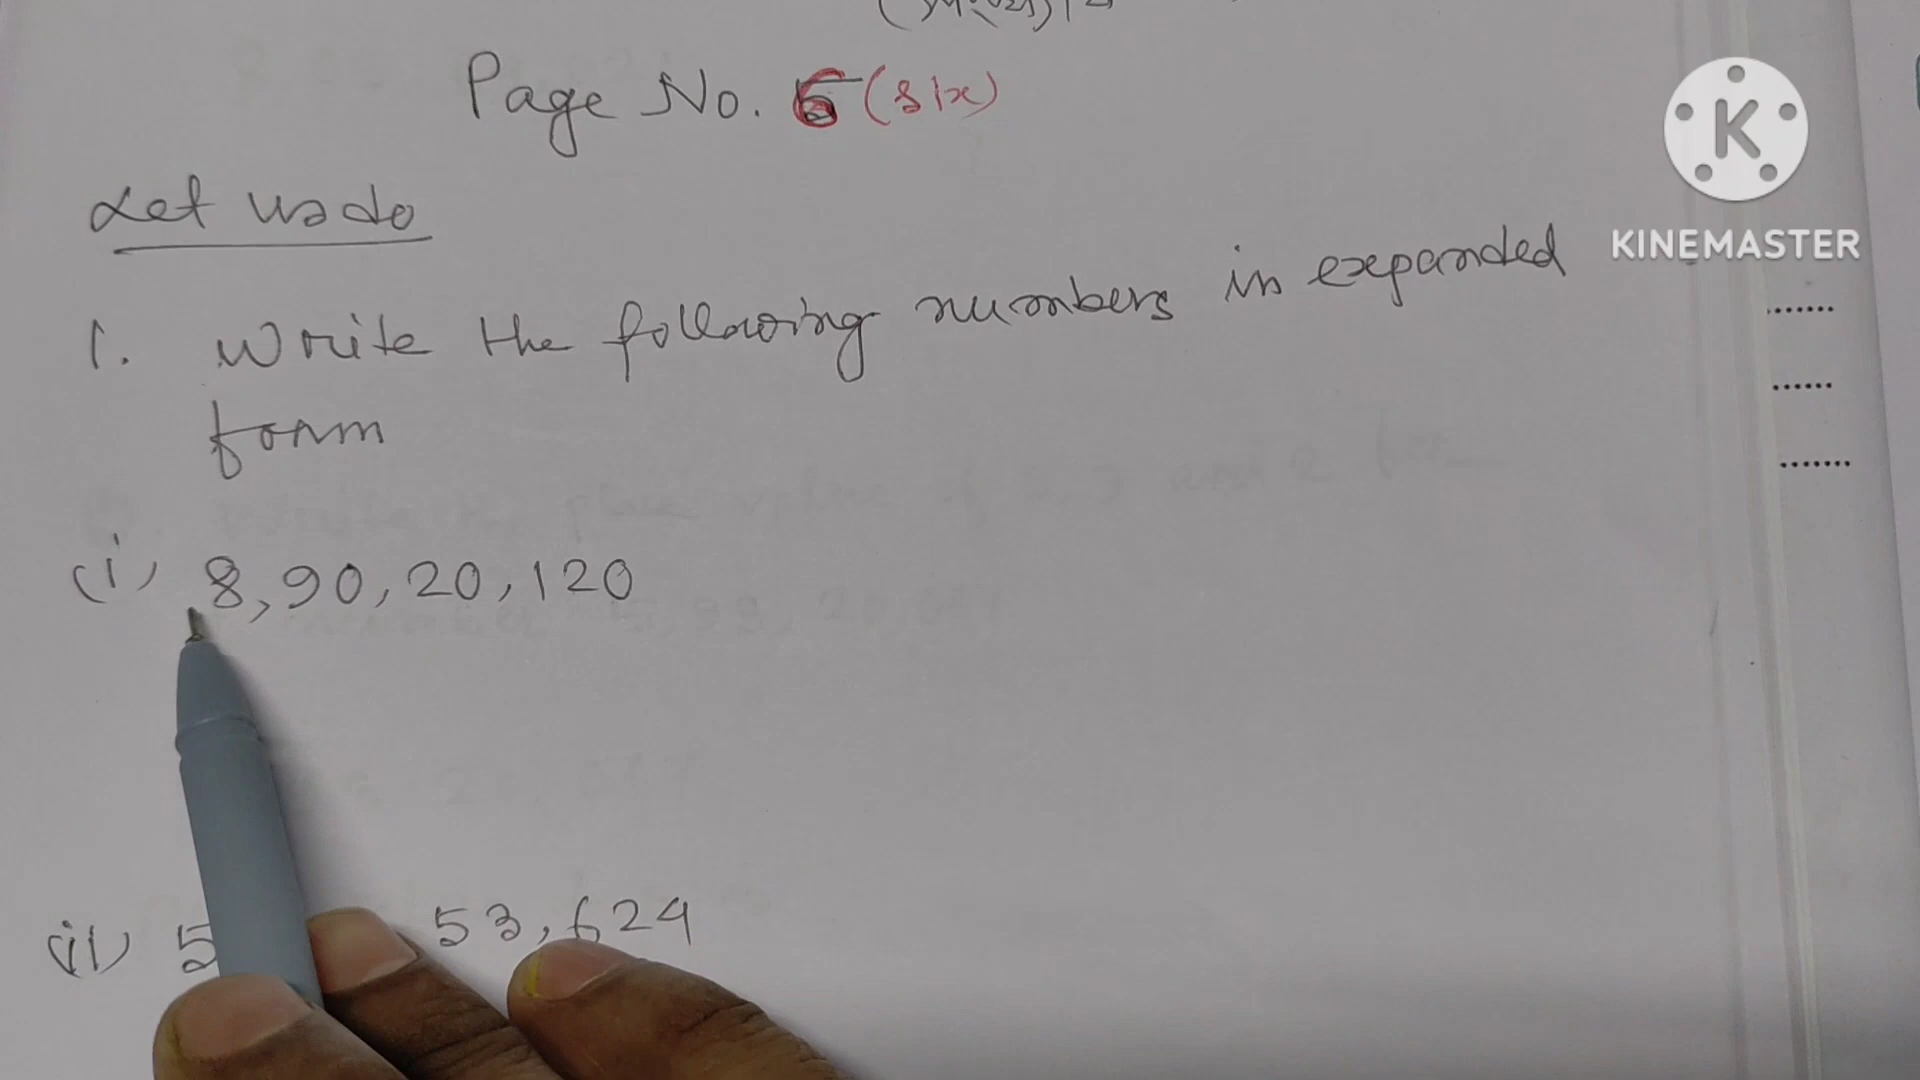 Page No. 6 (six)
Let us do
1. Write the following numbers in expanded
form
(i) 8,90,20,120
(ii) 5 53,624
KINEMASTER